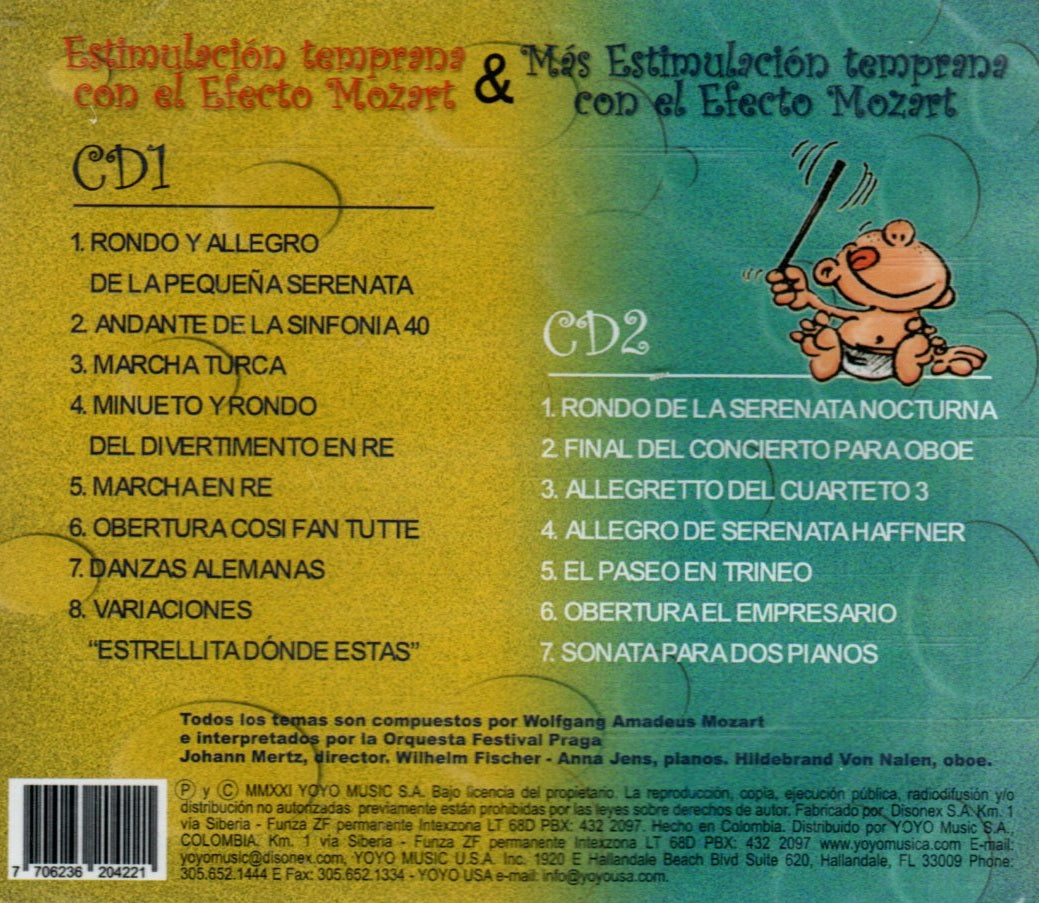 Estimulación temprana
con el Efecto Mozart
&
Más Estimulación temprana
con el Efecto Mozart
CD1
1. RONDO Y ALLEGRO
DE LA PEQUEÑA SERENATA
2. ANDANTE DE LA SINFONIA 40
3. MARCHA TURCA
4. MINUETO Y RONDO
DEL DIVERTIMENTO EN RE
5. MARCHA EN RE
6. OBERTURA COSI FAN TUTTE
7. DANZAS ALEMANAS
8. VARIACIONES
“ESTRELLITA DÓNDE ESTAS”
CD2
1. RONDO DE LA SERENATA NOCTURNA
2. FINAL DEL CONCIERTO PARA OBOE
3. ALLEGRETTO DEL CUARTETO 3
4. ALLEGRO DE SERENATA HAFFNER
5. EL PASEO EN TRINEO
6. OBERTURA EL EMPRESARIO
7. SONATA PARA DOS PIANOS
Todos los temas son compuestos por Wolfgang Amadeus Mozart
e interpretados por la Orquesta Festival Praga
Johann Mertz, director. Wilhelm Fischer - Anna Jens, pianos. Hildebrand Von Nalen, oboe.
Ⓟ y Ⓒ MMXXI YOYO MUSIC S.A. Bajo licencia del propietario. La reproducción, copia, ejecución pública, radiodifusión y/o
distribución no autorizadas previamente están prohibidas por las leyes sobre derechos de autor. Fabricado por Disonex S.A. Km. 1
vía Siberia - Funza ZF permanente Intexzona LT 68D PBX: 432 2097. Hecho en Colombia. Distribuido por YOYO Music S.A.,
COLOMBIA. Km. 1 vía Siberia - Funza ZF permanente Intexzona LT 68D PBX: 432 2097 www.yoyomusica.com E-mail:
yoyomusic@disonex.com, YOYO MUSIC U.S.A. Inc. 1920 E Hallandale Beach Blvd Suite 620, Hallandale, FL 33009 Phone:
305.652.1444 E Fax: 305.652.1334 - YOYO USA e-mail: info@yoyousa.com.
7 706236 204221